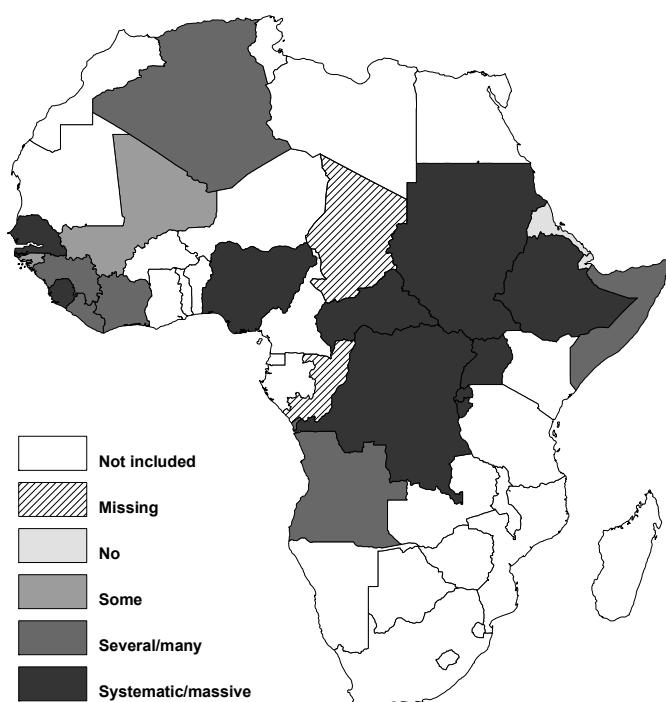 Not included
Missing
No
Some
Several/many
Systematic/massive